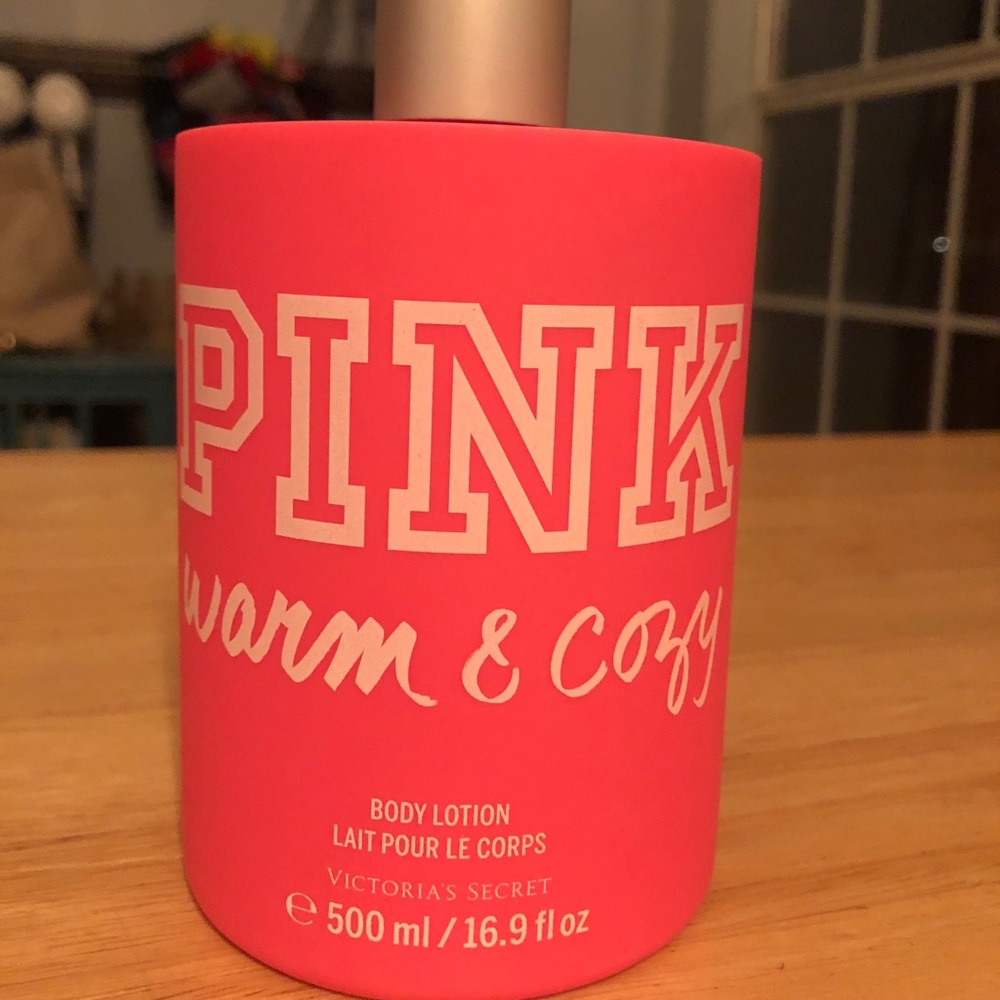 PINK
warm & cozy
BODY LOTION
LAIT POUR LE CORPS
VICTORIA'S SECRET
℮ 500 ml / 16.9 fl oz